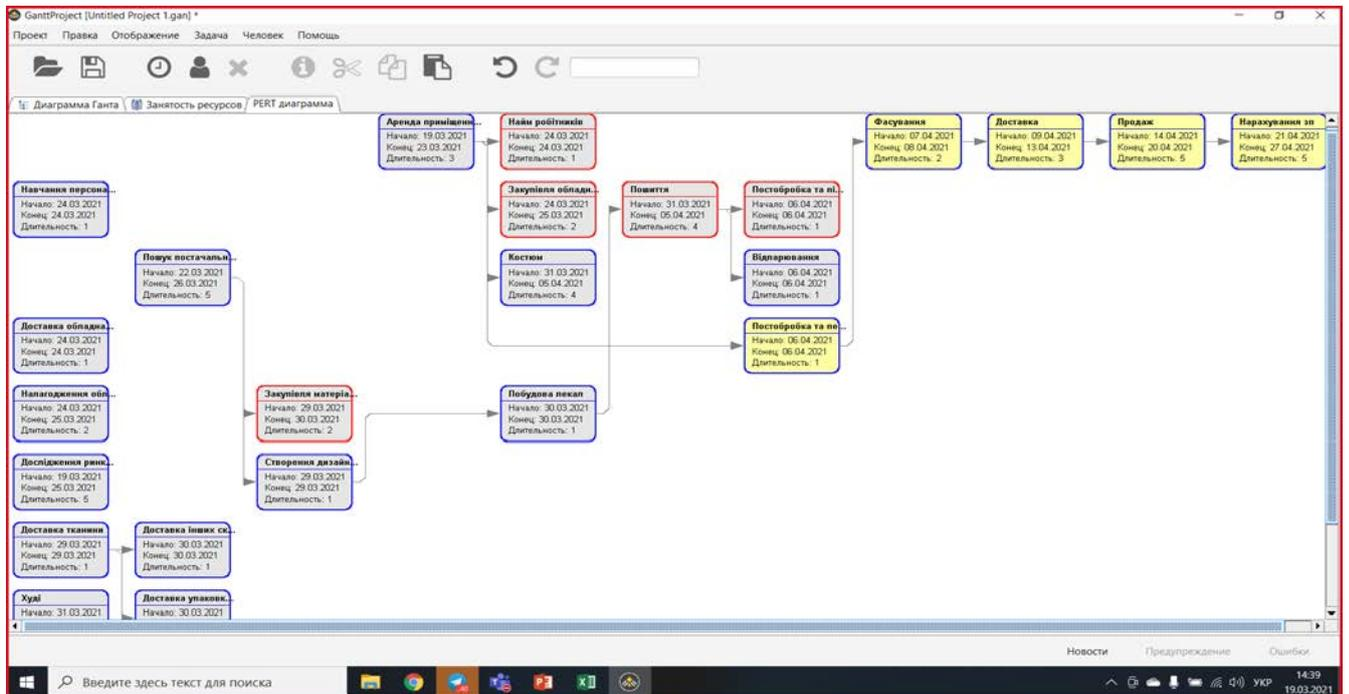 GanttProject [Untitled Project 1.gan] *
Проект Правка Отображение Задача Человек Помощь
Диаграмма Ганта Занятость ресурсов PERT диаграмма
Аренда приміщенн...
Начало: 19.03.2021
Конец: 23.03.2021
Длительность: 3
Найм робітників
Начало: 24.03.2021
Конец: 24.03.2021
Длительность: 1
Фасування
Начало: 07.04.2021
Конец: 08.04.2021
Длительность: 2
Доставка
Начало: 09.04.2021
Конец: 13.04.2021
Длительность: 3
Продаж
Начало: 14.04.2021
Конец: 20.04.2021
Длительность: 5
Нарахування зп
Начало: 21.04.2021
Конец: 27.04.2021
Длительность: 5
Навчання персона...
Начало: 24.03.2021
Конец: 24.03.2021
Длительность: 1
Закупівля обладн...
Начало: 24.03.2021
Конец: 25.03.2021
Длительность: 2
Пошиття
Начало: 31.03.2021
Конец: 05.04.2021
Длительность: 4
Постобробка та пі...
Начало: 06.04.2021
Конец: 06.04.2021
Длительность: 1
Пошук постачальн...
Начало: 22.03.2021
Конец: 26.03.2021
Длительность: 5
Костюм
Начало: 31.03.2021
Конец: 05.04.2021
Длительность: 4
Відпарювання
Начало: 06.04.2021
Конец: 06.04.2021
Длительность: 1
Доставка обладна...
Начало: 24.03.2021
Конец: 24.03.2021
Длительность: 1
Постобробка та пе...
Начало: 06.04.2021
Конец: 06.04.2021
Длительность: 1
Налагодження обл...
Начало: 24.03.2021
Конец: 25.03.2021
Длительность: 2
Закупівля матеріа...
Начало: 29.03.2021
Конец: 30.03.2021
Длительность: 2
Побудова лекал
Начало: 30.03.2021
Конец: 30.03.2021
Длительность: 1
Дослідження ринк...
Начало: 19.03.2021
Конец: 25.03.2021
Длительность: 5
Створення дизайн...
Начало: 29.03.2021
Конец: 29.03.2021
Длительность: 1
Доставка тканини
Начало: 29.03.2021
Конец: 29.03.2021
Длительность: 1
Доставка інших ск...
Начало: 30.03.2021
Конец: 30.03.2021
Длительность: 1
Худі
Начало: 31.03.2021
Доставка упаковк...
Начало: 30.03.2021
Новости Предупреждение Ошибки
Введите здесь текст для поиска
УКР
14:39
19.03.2021